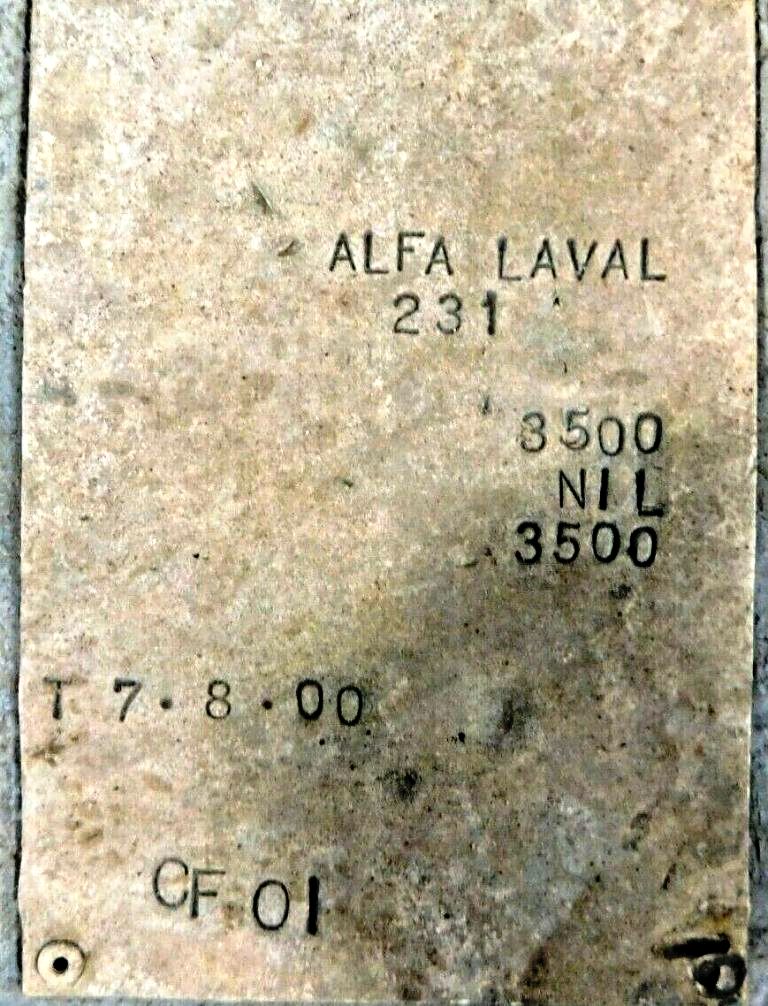 ALFA LAVAL
231
3500
NIL
3500
T 7.8.00
CF 01